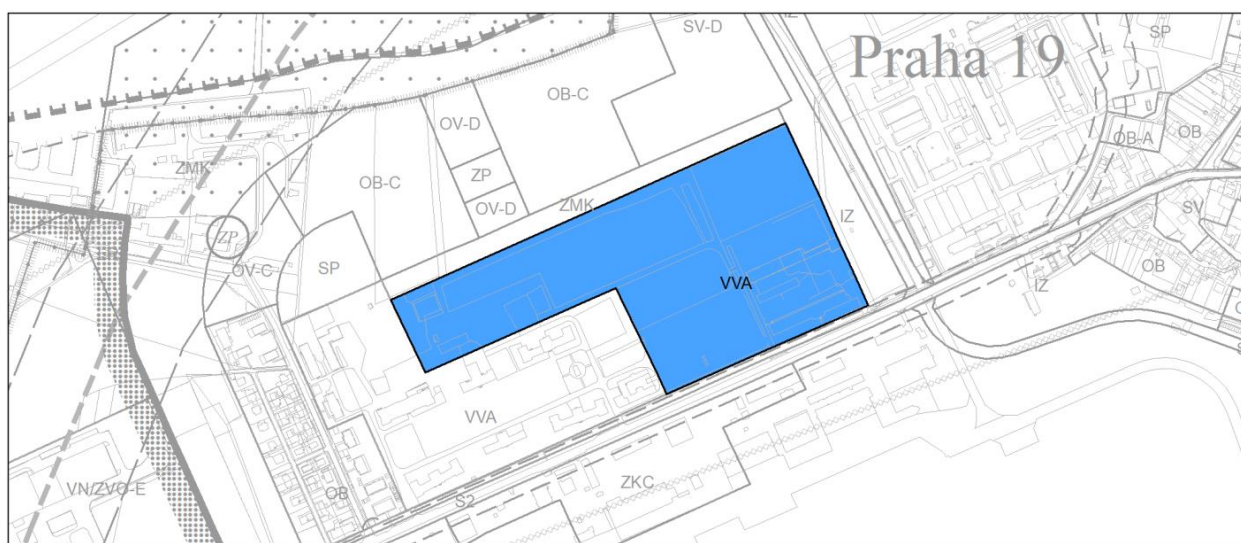 SV-D
IZ
SP
Praha 19
OB-C
OV-D
OB-A
OB
ZMK
ZP
OB-C
OV-D
ZMK
SV
IZ
ZP
OV-C
SP
OB
IZ
VVA
VVA
VN/ZVO-E
OB
S2
ZKC